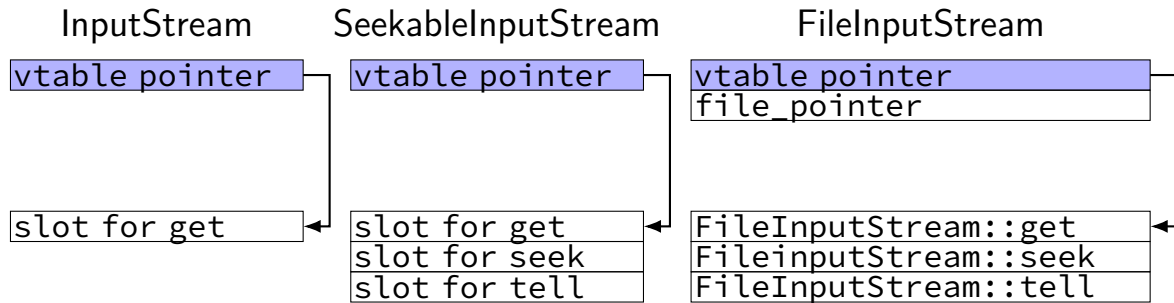 InputStream SeekableInputStream FileInputStream
vtable pointer vtable pointer vtable pointer
file_pointer
slot for get slot for get FileInputStream::get
slot for seek FileinputStream::seek
slot for tell FileInputStream::tell